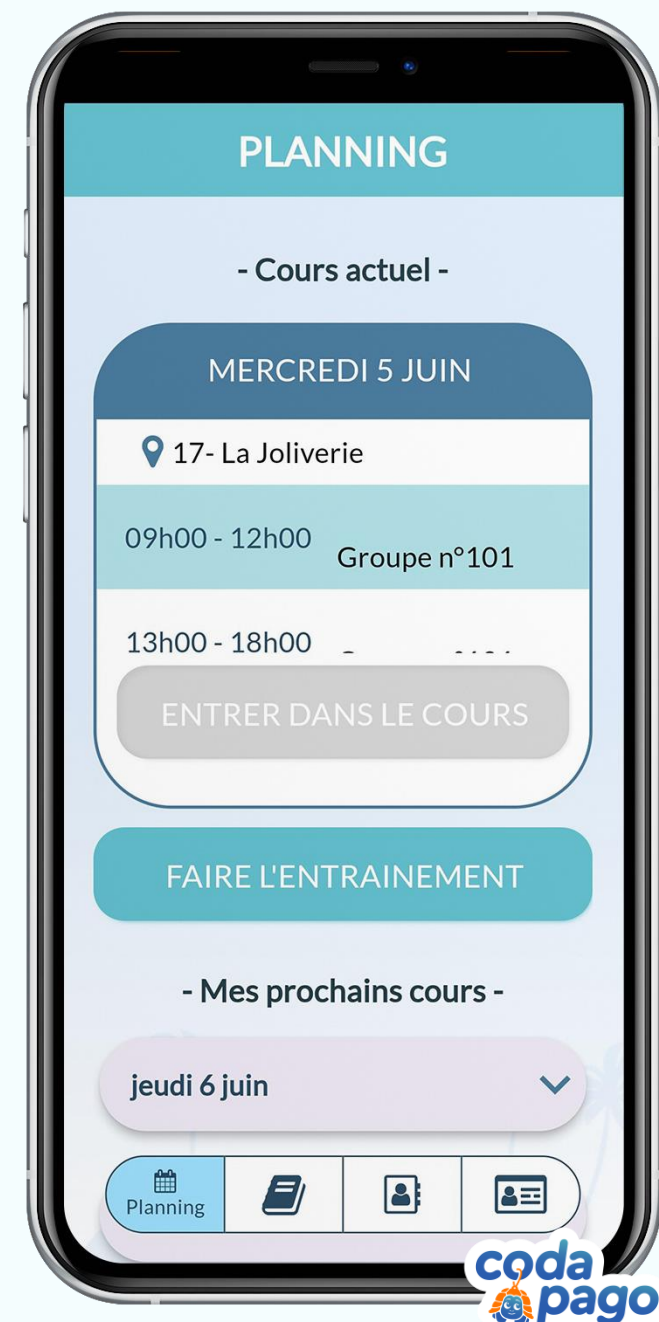 PLANNING
- Cours actuel -
MERCREDI 5 JUIN
17- La Joliverie
09h00 - 12h00 Groupe n°101
13h00 - 18h00
ENTRER DANS LE COURS
FAIRE L'ENTRAINEMENT
- Mes prochains cours -
jeudi 6 juin
Planning
coda
pago